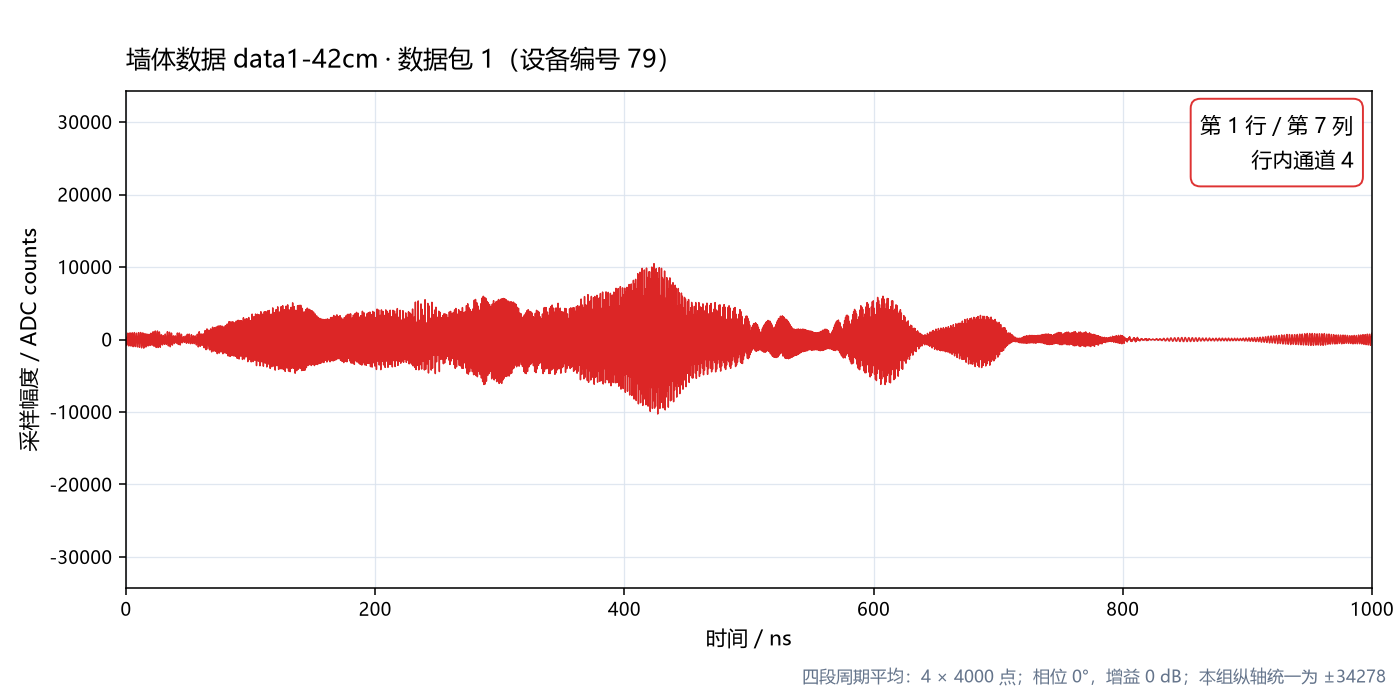 墙体数据 data1-42cm · 数据包 1（设备编号 79）
第 1 行 / 第 7 列
行内通道 4
采样幅度 / ADC counts
30000
20000
10000
0
-10000
-20000
-30000
0
200
400
600
800
1000
时间 / ns
四段周期平均：4 × 4000 点；相位 0°，增益 0 dB；本组纵轴统一为 ±34278